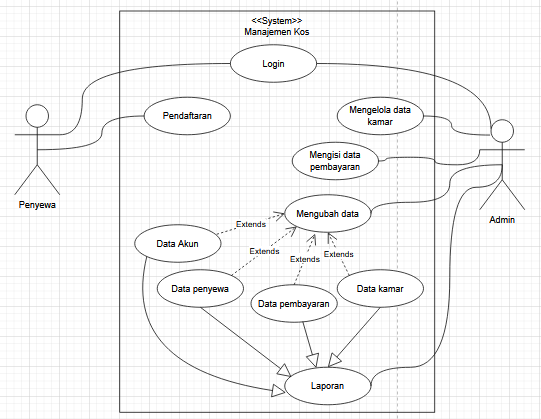 <<System>>
Manajemen Kos
Login
Pendaftaran
Mengelola data
kamar
Mengisi data
pembayaran
Penyewa
Admin
Mengubah data
Extends
Data Akun
Extends
Extends
Extends
Data penyewa
Data pembayaran
Data kamar
Laporan